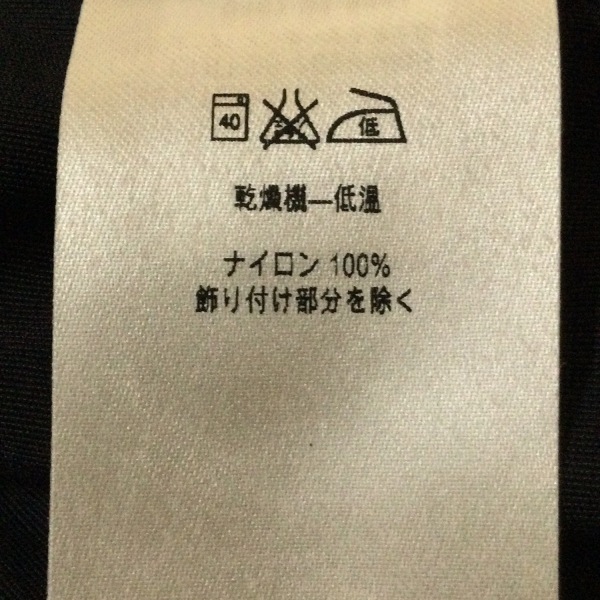 40 低
乾燥機—低温
ナイロン 100%
飾り付け部分を除く